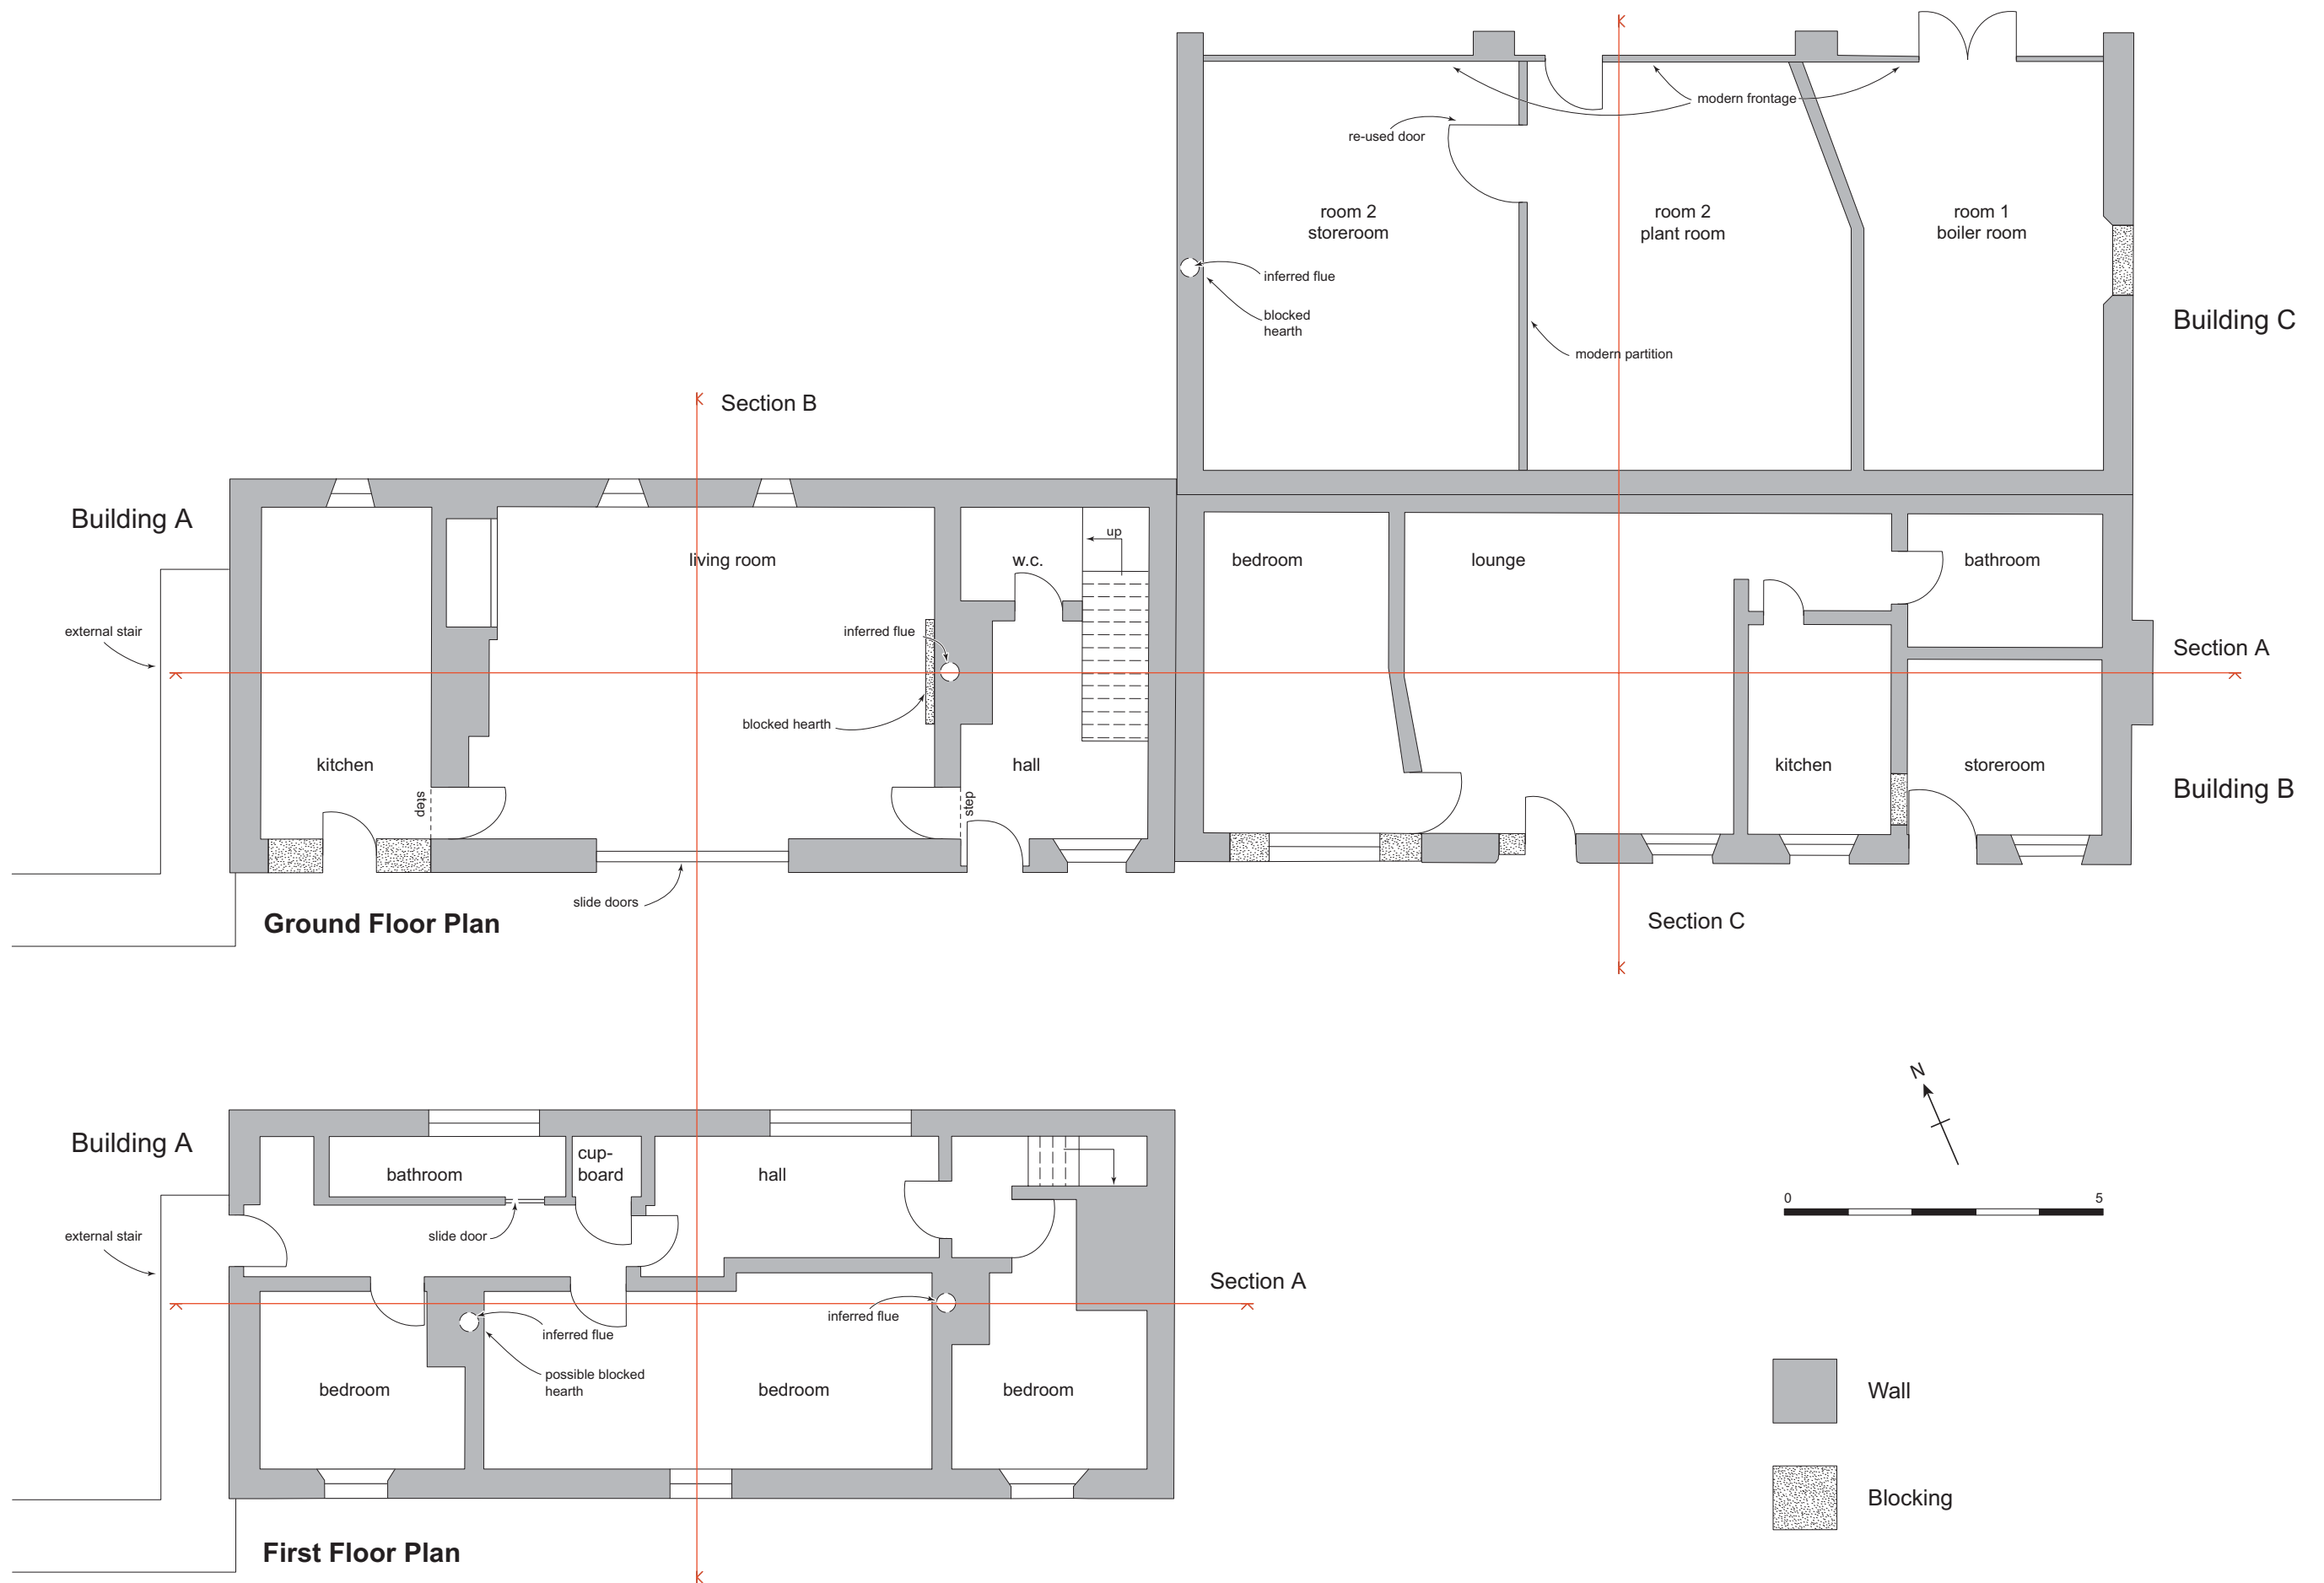 modern frontage
re-used door
room 2
storeroom
room 2
plant room
room 1
boiler room
inferred flue
blocked
hearth
modern partition
Building C
Section B
Building A
living room
w.c.
up
bedroom
lounge
bathroom
external stair
inferred flue
Section A
blocked hearth
kitchen
hall
kitchen
storeroom
step
step
Building B
slide doors
Ground Floor Plan
Section C
N
Building A
bathroom
cup-
board
hall
0 5
external stair
slide door
Section A
inferred flue
inferred flue
possible blocked
hearth
bedroom
bedroom
bedroom
Wall
Blocking
First Floor Plan